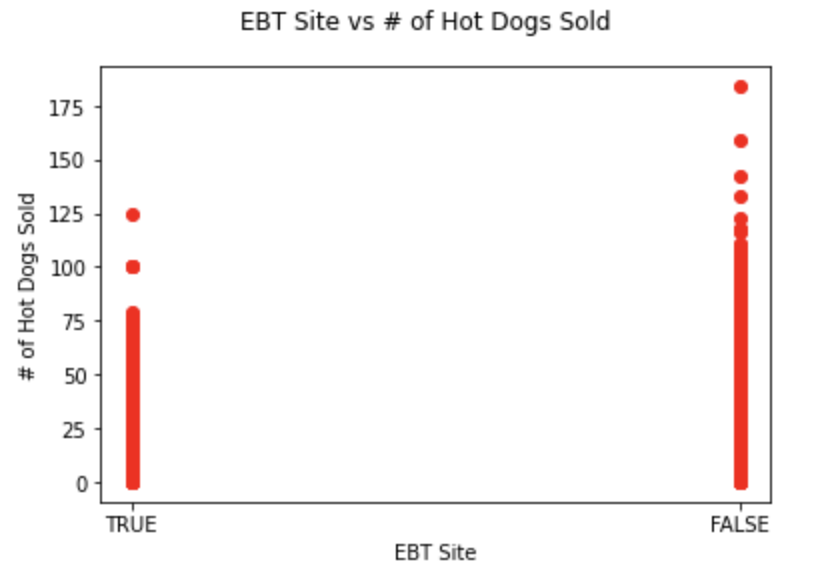 EBT Site vs # of Hot Dogs Sold
175
150
125
100
75
50
25
0
# of Hot Dogs Sold
TRUE FALSE
EBT Site